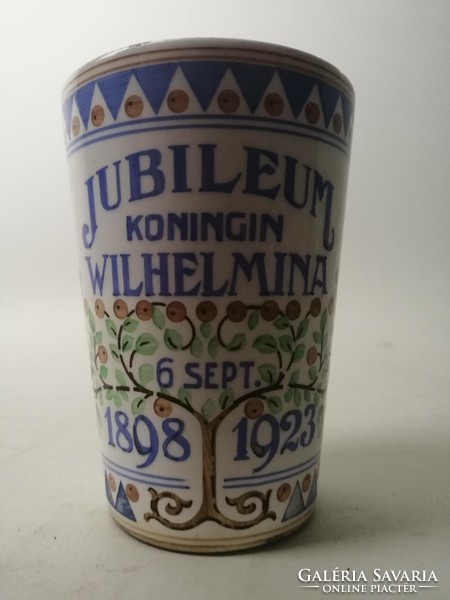 JUBILEUM
KONINGIN
WILHELMINA
6 SEPT.
1898 1923
GALÉRIA SAVARIA
ONLINE PIACTÉR